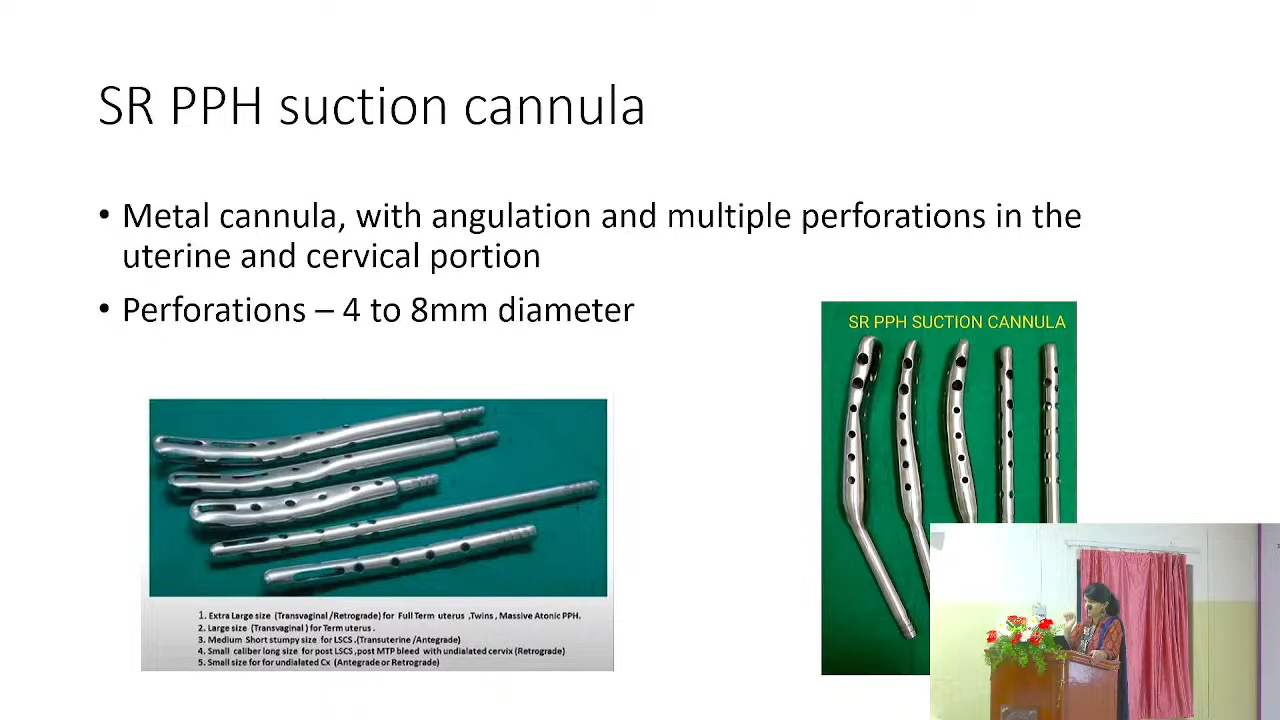 SR PPH suction cannula
• Metal cannula, with angulation and multiple perforations in the
uterine and cervical portion
• Perforations – 4 to 8mm diameter
SR PPH SUCTION CANNULA
1. Extra Large size (Transvaginal /Retrograde) for Full Term uterus ,Twins , Massive Atonic PPH.
2. Large size (Transvaginal ) for Term uterus .
3. Medium Short stumpy size for LSCS .(Transuterine /Antegrade)
4. Small caliber long size for post LSCS ,post MTP bleed with undialated cervix (Retrograde)
5. Small size for for undialated Cx (Antegrade or Retrograde)